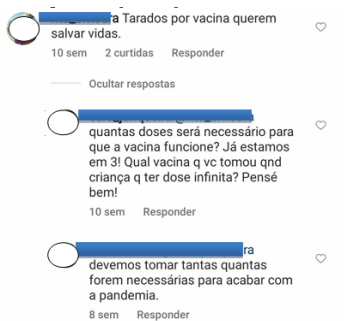 ra Tarados por vacina querem
salvar vidas.
10 sem 2 curtidas Responder
Ocultar respostas
quantas doses será necessário para
que a vacina funcione? Já estamos
em 3! Qual vacina q vc tomou qnd
criança q ter dose infinita? Pensé
bem!
10 sem Responder
ra
devemos tomar tantas quantas
forem necessárias para acabar com
a pandemia.
8 sem Responder